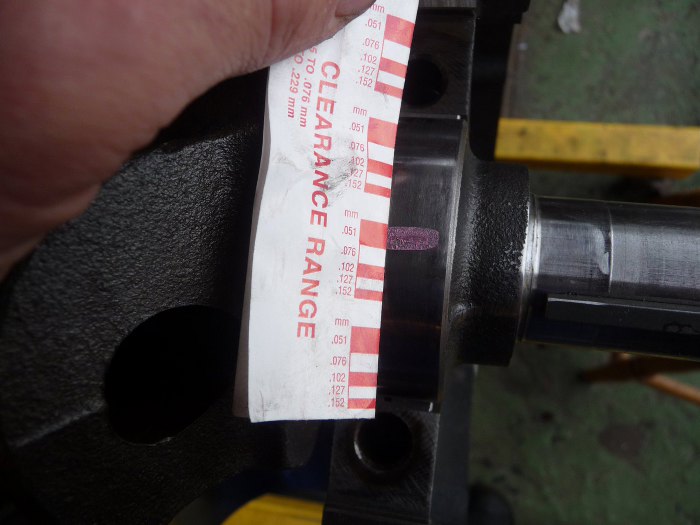 mm
.051
.076
.102
.127
.152
mm
.051
.076
.102
.127
.152
mm
.051
.076
.102
.127
.152
mm
.051
.076
.102
.127
.152
CLEARANCE RANGE
TO .076 mm
TO .229 mm